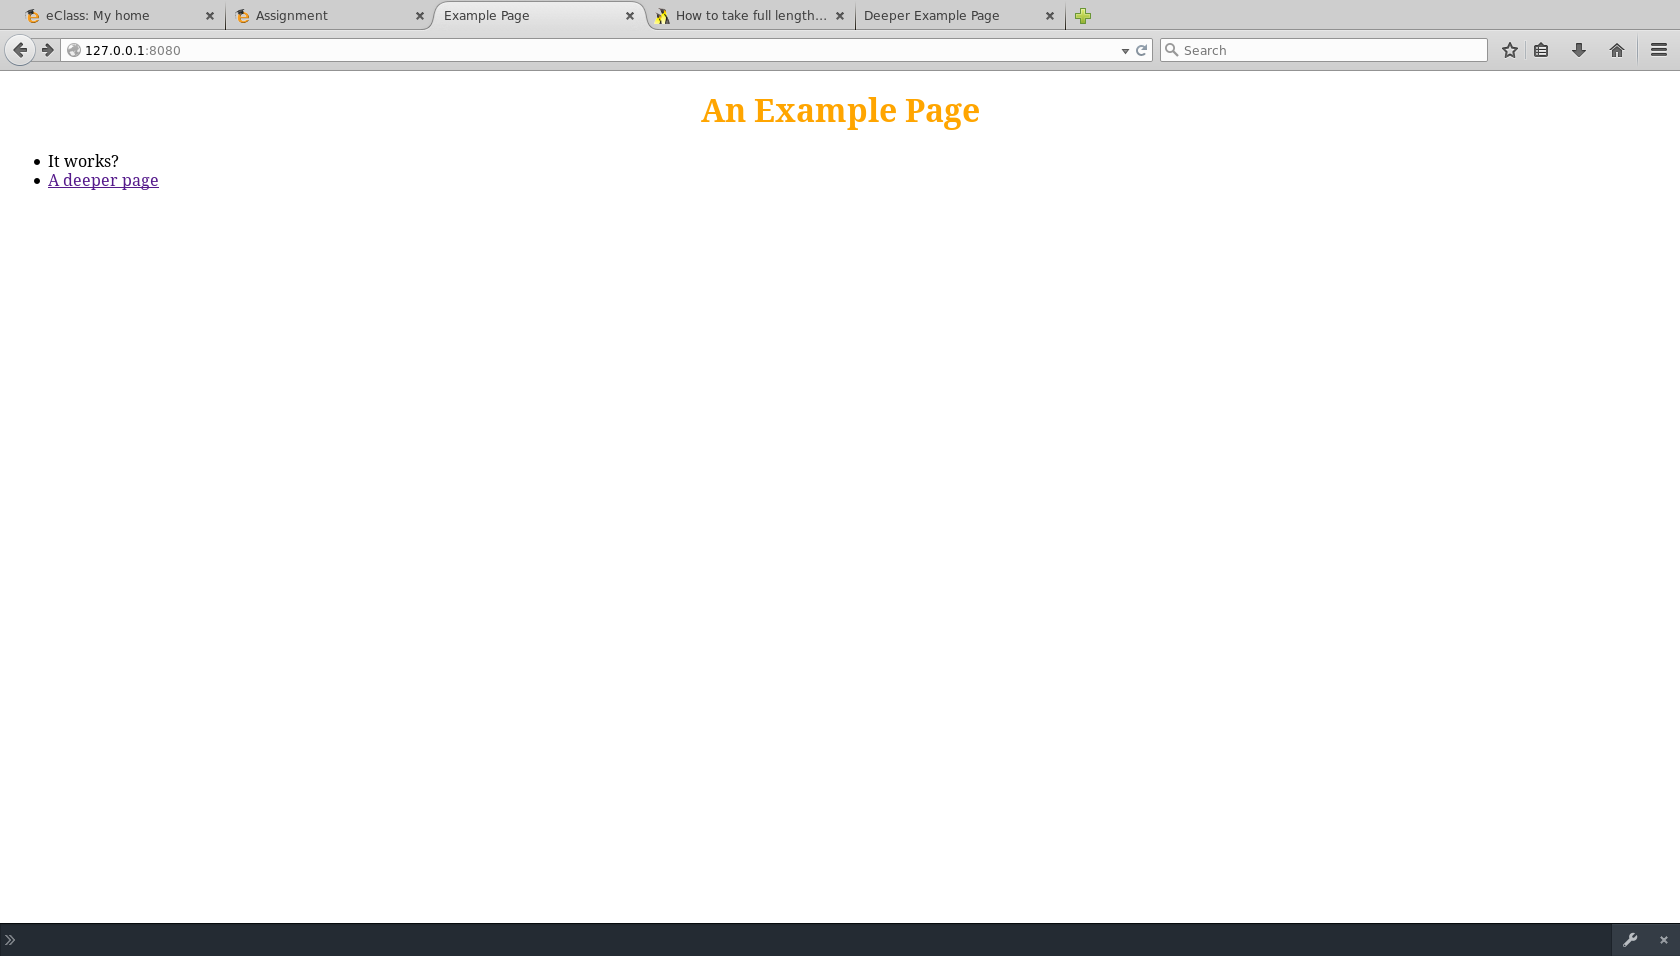 eClass: My home
Assignment
Example Page
How to take full length...
Deeper Example Page
127.0.0.1:8080
Search
An Example Page
• It works?
• A deeper page